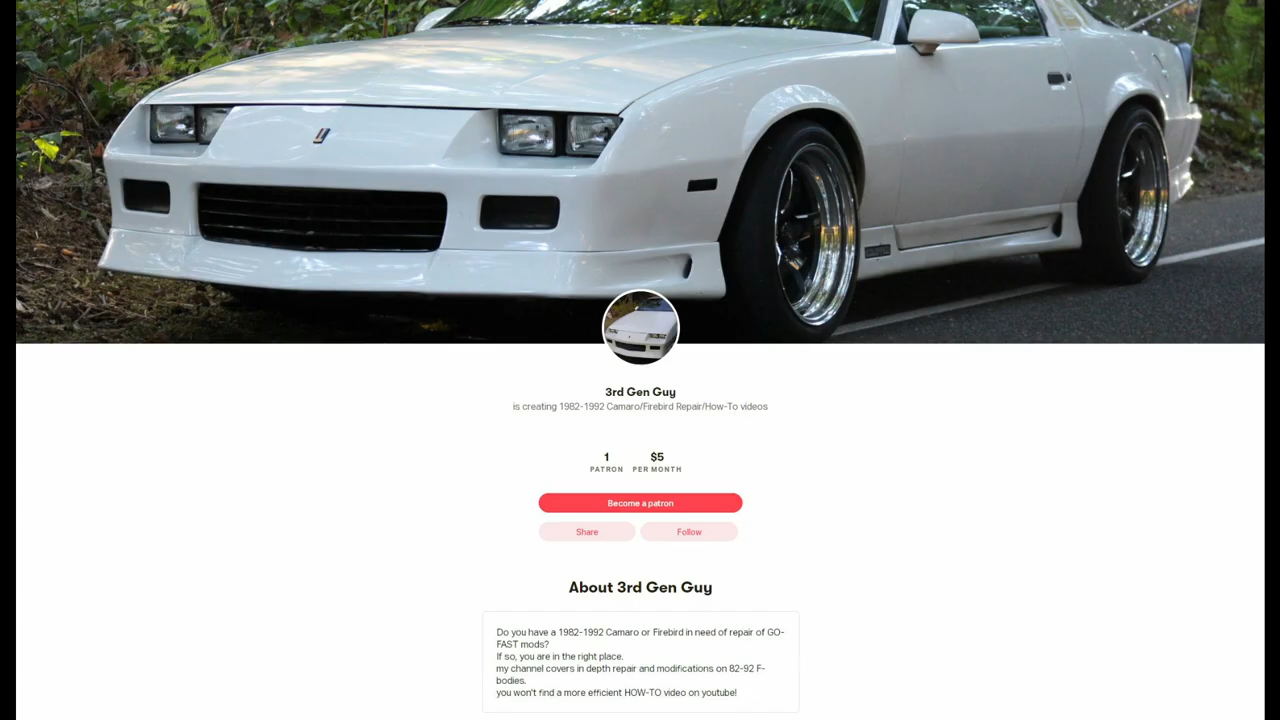 3rd Gen Guy
is creating 1982-1992 Camaro/Firebird Repair/How-To videos
1 $5
PATRON PER MONTH
Become a patron
Share Follow
About 3rd Gen Guy
Do you have a 1982-1992 Camaro or Firebird in need of repair of GO-
FAST mods?
If so, you are in the right place.
my channel covers in depth repair and modifications on 82-92 F-
bodies.
you won't find a more efficient HOW-TO video on youtube!